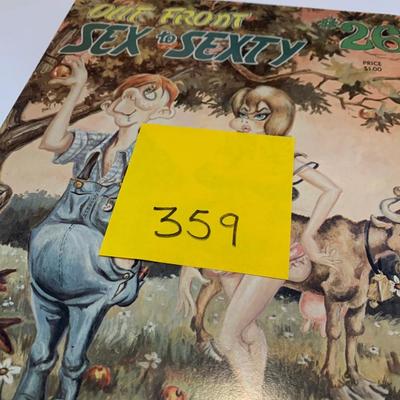 OUT FRONT
SEX to SEXTY
#26
PRICE
$1.00
359